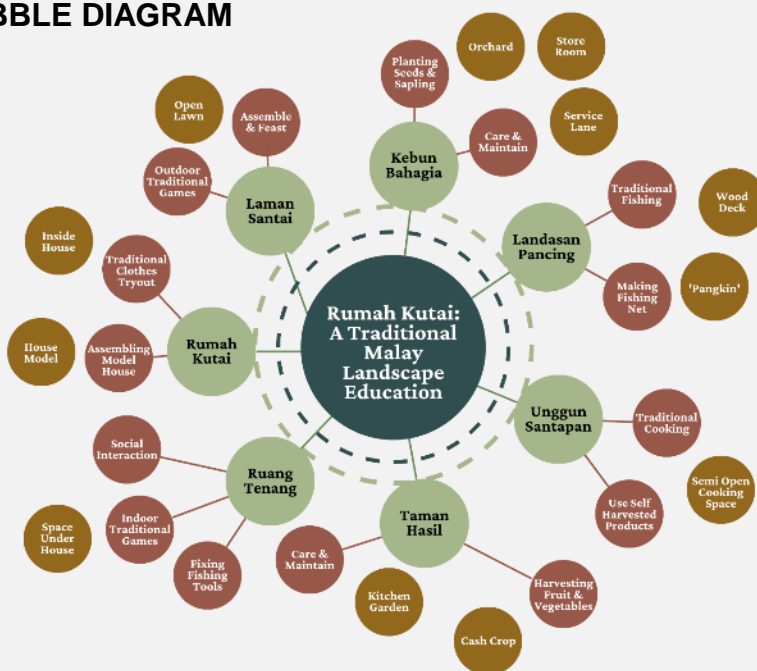 BBLE DIAGRAM
Orchard
Store
Room
Planting
Seeds &
Sapling
Open
Lawn
Assemble
& Feast
Service
Lane
Kebun
Bahagia
Care &
Maintain
Outdoor
Traditional
Games
Laman
Santai
Traditional
Fishing
Wood
Deck
Landasan
Pancing
Inside
House
Traditional
Clothes
Tryout
Making
Fishing
Net
'Pangkin'
Rumah Kutai:
A Traditional
Malay
Landscape
Education
House
Model
Assembling
Model
House
Rumah
Kutai
Unggun
Santapan
Traditional
Cooking
Social
Interaction
Ruang
Tenang
Semi Open
Cooking
Space
Space
Under
House
Indoor
Traditional
Games
Taman
Hasil
Use Self
Harvested
Products
Fixing
Fishing
Tools
Care &
Maintain
Harvesting
Fruit &
Vegetables
Kitchen
Garden
Cash Crop